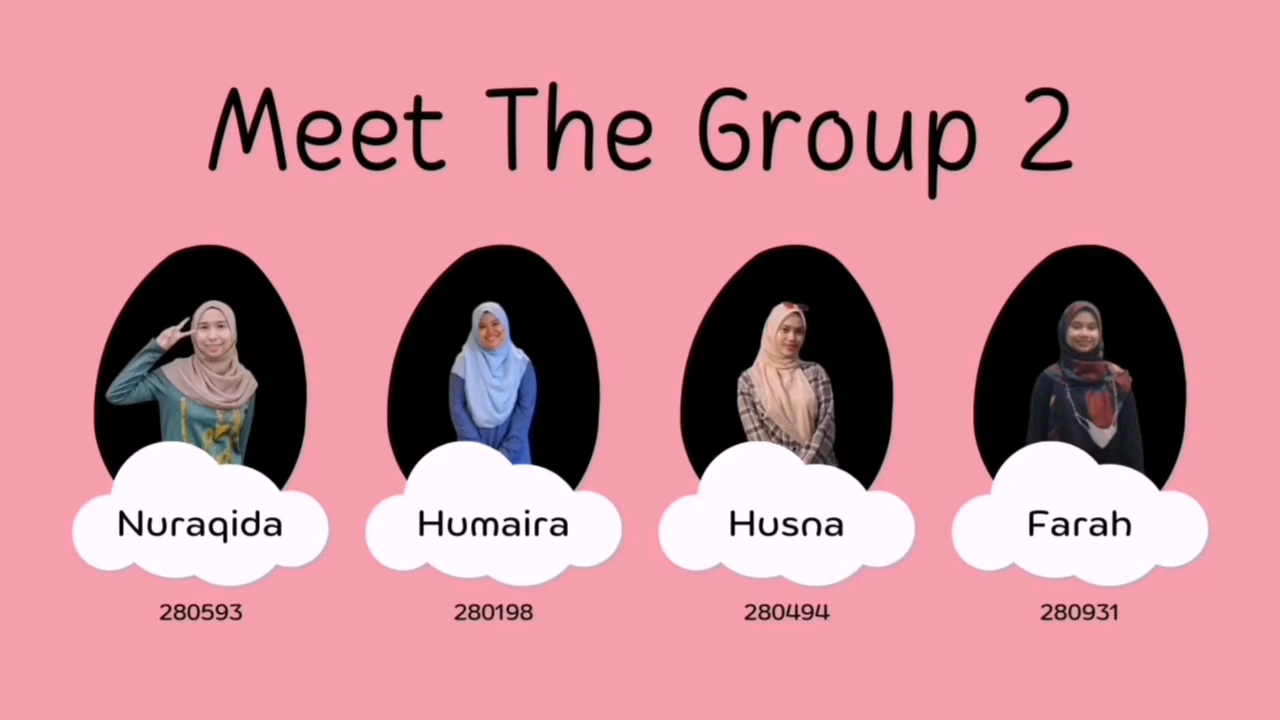 Meet The Group 2
Nuraqida
Humaira
Husna
Farah
280593
280198
280494
280931